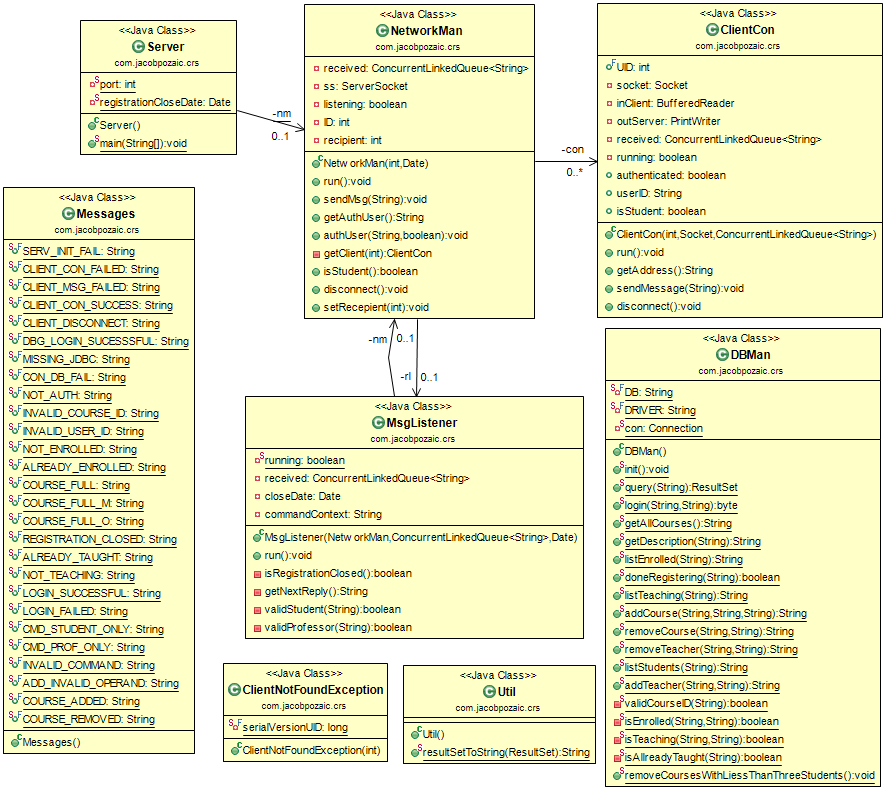 <<Java Class>>
Server
com.jacobpozaic.crs
port: int
registrationCloseDate: Date
Server()
main(String[]):void
-nm
0..1
<<Java Class>>
NetworkMan
com.jacobpozaic.crs
received: ConcurrentLinkedQueue<String>
ss: ServerSocket
listening: boolean
ID: int
recipient: int
NetworkMan(int,Date)
run():void
sendMsg(String):void
getAuthUser():String
authUser(String,boolean):void
getClient(int):ClientCon
isStudent():boolean
disconnect():void
setRecepient(int):void
-con
0..*
<<Java Class>>
ClientCon
com.jacobpozaic.crs
UID: int
socket: Socket
inClient: BufferedReader
outServer: PrintWriter
received: ConcurrentLinkedQueue<String>
running: boolean
authenticated: boolean
userID: String
isStudent: boolean
ClientCon(int,Socket,ConcurrentLinkedQueue<String>)
run():void
getAddress():String
sendMessage(String):void
disconnect():void
<<Java Class>>
Messages
com.jacobpozaic.crs
SERV_INIT_FAIL: String
CLIENT_CON_FAILED: String
CLIENT_MSG_FAILED: String
CLIENT_CON_SUCCESS: String
CLIENT_DISCONNECT: String
DBG_LOGIN_SUCESSSFUL: String
MISSING_JDBC: String
CON_DB_FAIL: String
NOT_AUTH: String
INVALID_COURSE_ID: String
INVALID_USER_ID: String
NOT_ENROLLED: String
ALREADY_ENROLLED: String
COURSE_FULL: String
COURSE_FULL_M: String
COURSE_FULL_O: String
REGISTRATION_CLOSED: String
ALREADY_TAUGHT: String
NOT_TEACHING: String
LOGIN_SUCCESSFUL: String
LOGIN_FAILED: String
CMD_STUDENT_ONLY: String
CMD_PROF_ONLY: String
INVALID_COMMAND: String
ADD_INVALID_OPERAND: String
COURSE_ADDED: String
COURSE_REMOVED: String
Messages()
-nm
0..1
-rl
0..1
<<Java Class>>
MsgListener
com.jacobpozaic.crs
running: boolean
received: ConcurrentLinkedQueue<String>
closeDate: Date
commandContext: String
MsgListener(NetworkMan,ConcurrentLinkedQueue<String>,Date)
run():void
isRegistrationClosed():boolean
getNextReply():String
validStudent(String):boolean
validProfessor(String):boolean
<<Java Class>>
DBMan
com.jacobpozaic.crs
DB: String
DRIVER: String
con: Connection
DBMan()
init():void
query(String):ResultSet
login(String,String):byte
getAllCourses():String
getDescription(String):String
listEnrolled(String):String
doneRegistering(String):boolean
listTeaching(String):String
addCourse(String,String,String):String
removeCourse(String,String):String
removeTeacher(String,String):String
listStudents(String):String
addTeacher(String,String):String
validCourseID(String):boolean
isEnrolled(String,String):boolean
isTeaching(String,String):boolean
isAllreadyTaught(String):boolean
removeCoursesWithLiessThanThreeStudents():void
<<Java Class>>
ClientNotFoundException
com.jacobpozaic.crs
serialVersionUID: long
ClientNotFoundException(int)
<<Java Class>>
Util
com.jacobpozaic.crs
Util()
resultSetToString(ResultSet):String